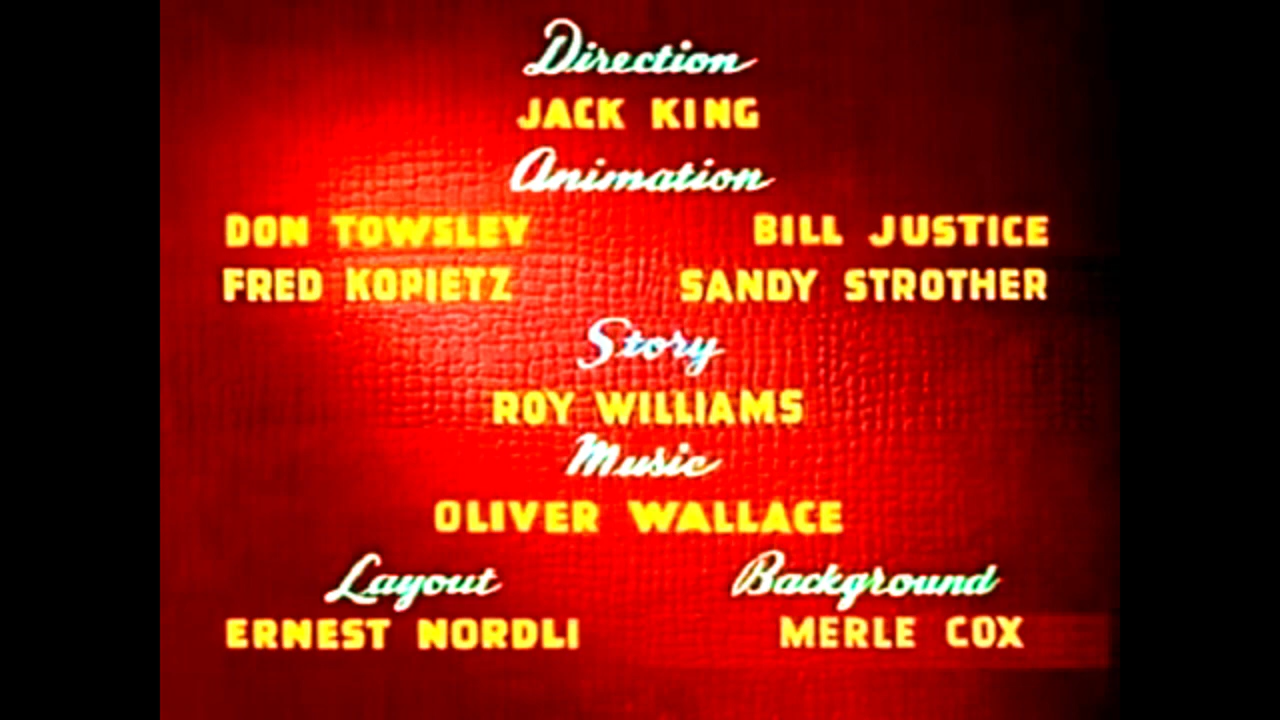 Direction
JACK KING
Animation
DON TOWSLEY BILL JUSTICE
FRED KOPIETZ SANDY STROTHER
Story
ROY WILLIAMS
Music
OLIVER WALLACE
Layout Background
ERNEST NORDLI MERLE COX